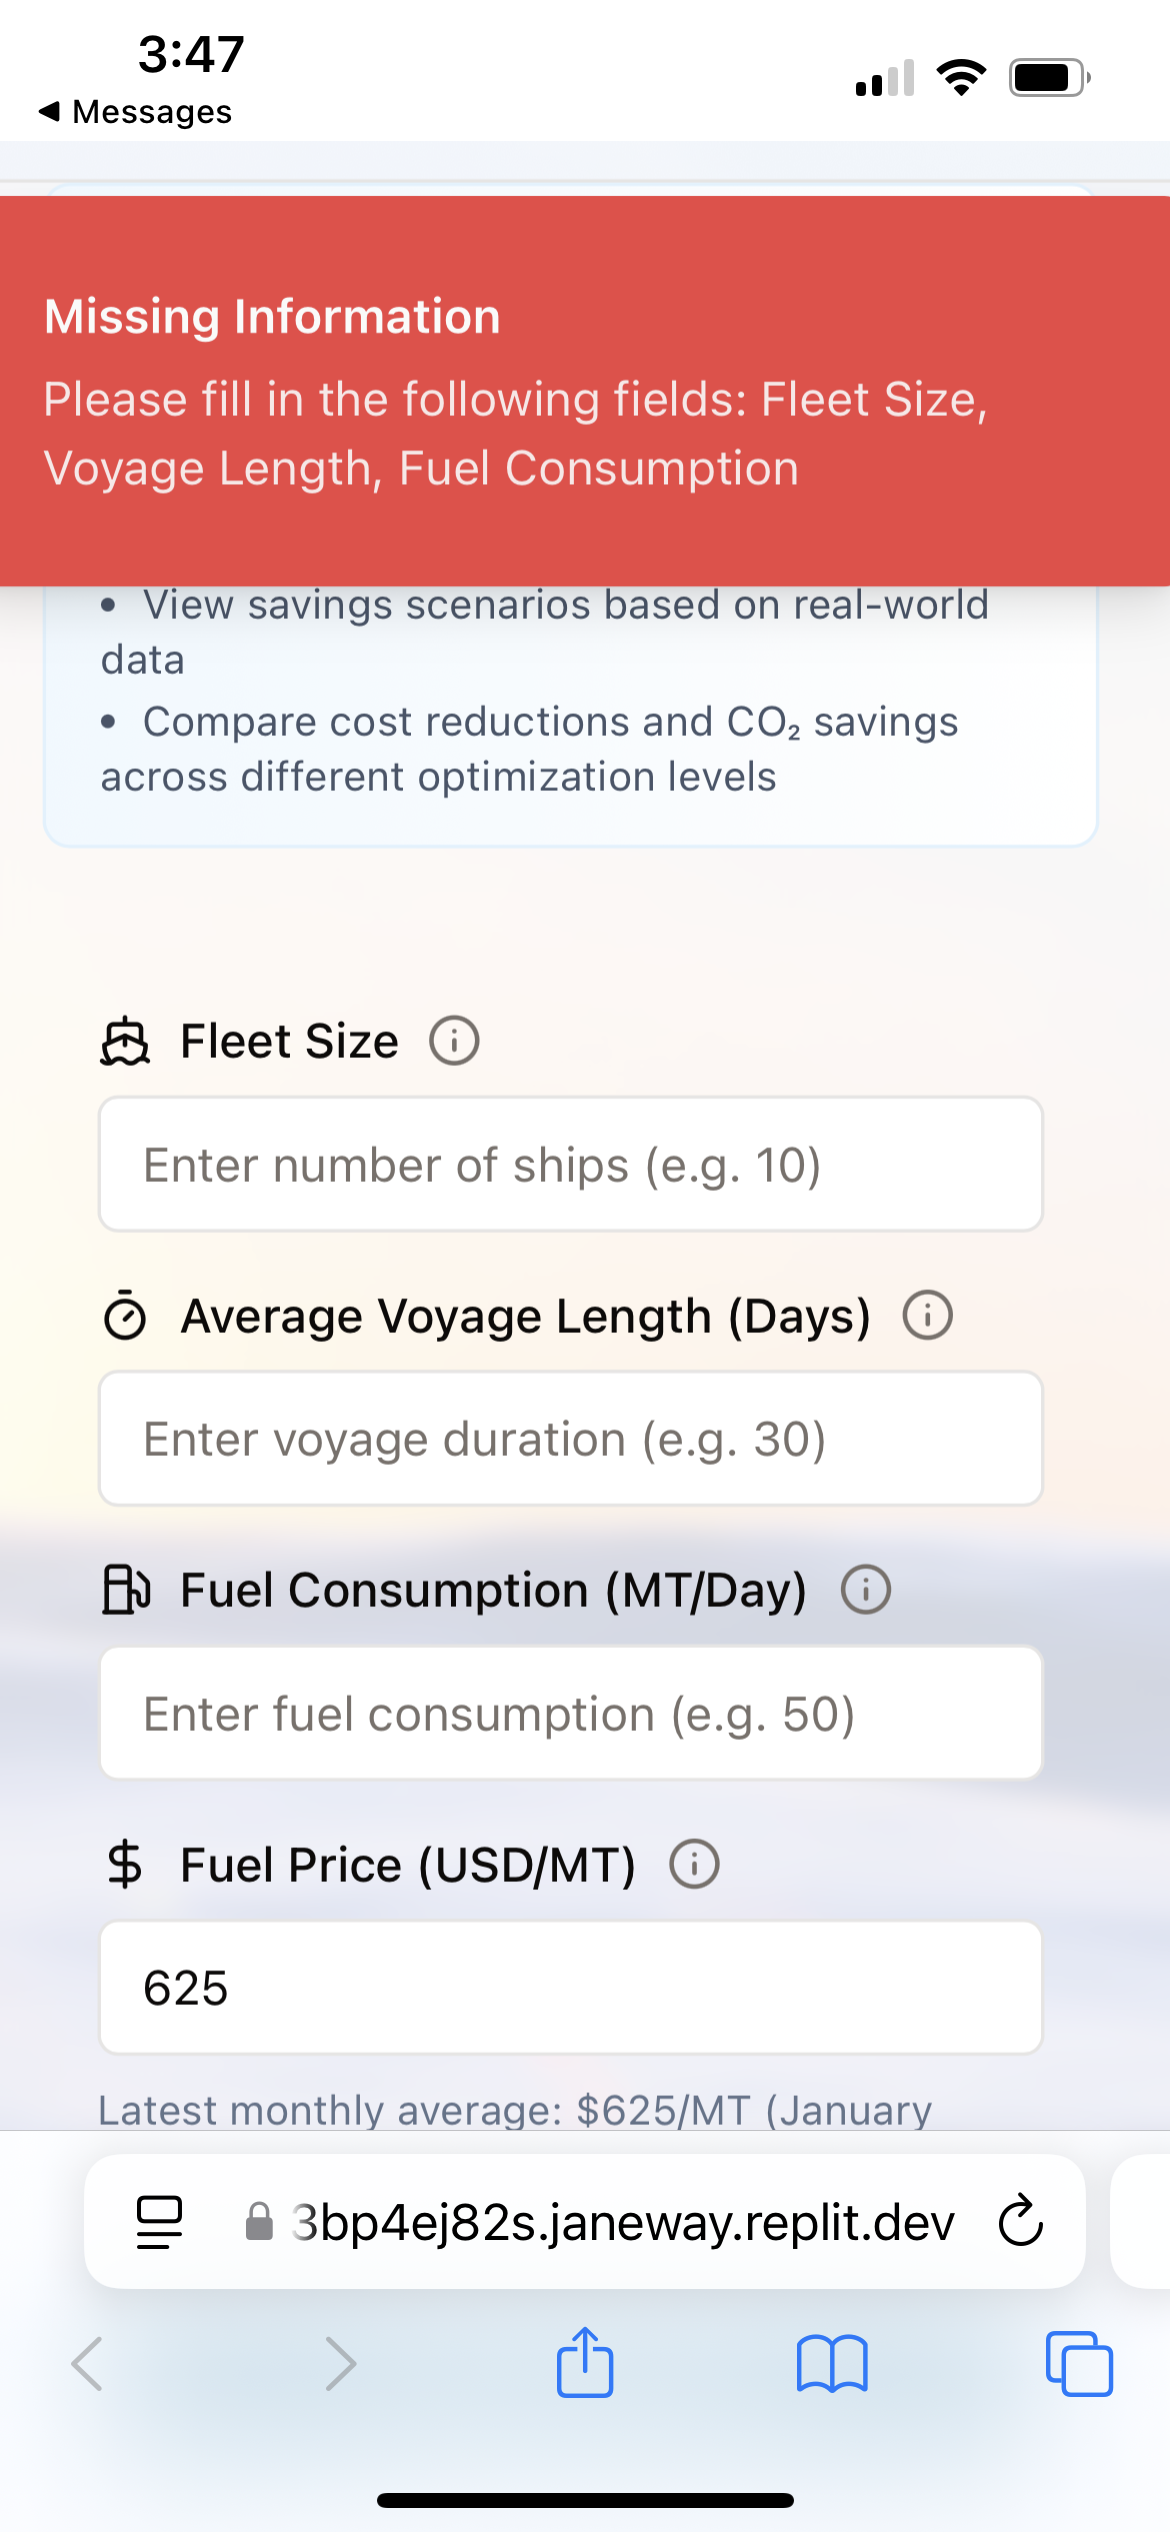 3:47
◀ Messages
Missing Information
Please fill in the following fields: Fleet Size,
Voyage Length, Fuel Consumption
• View savings scenarios based on real-world
data
• Compare cost reductions and CO₂ savings
across different optimization levels
Fleet Size
Enter number of ships (e.g. 10)
Average Voyage Length (Days)
Enter voyage duration (e.g. 30)
Fuel Consumption (MT/Day)
Enter fuel consumption (e.g. 50)
$ Fuel Price (USD/MT)
625
Latest monthly average: $625/MT (January
3bp4ej82s.janeway.replit.dev